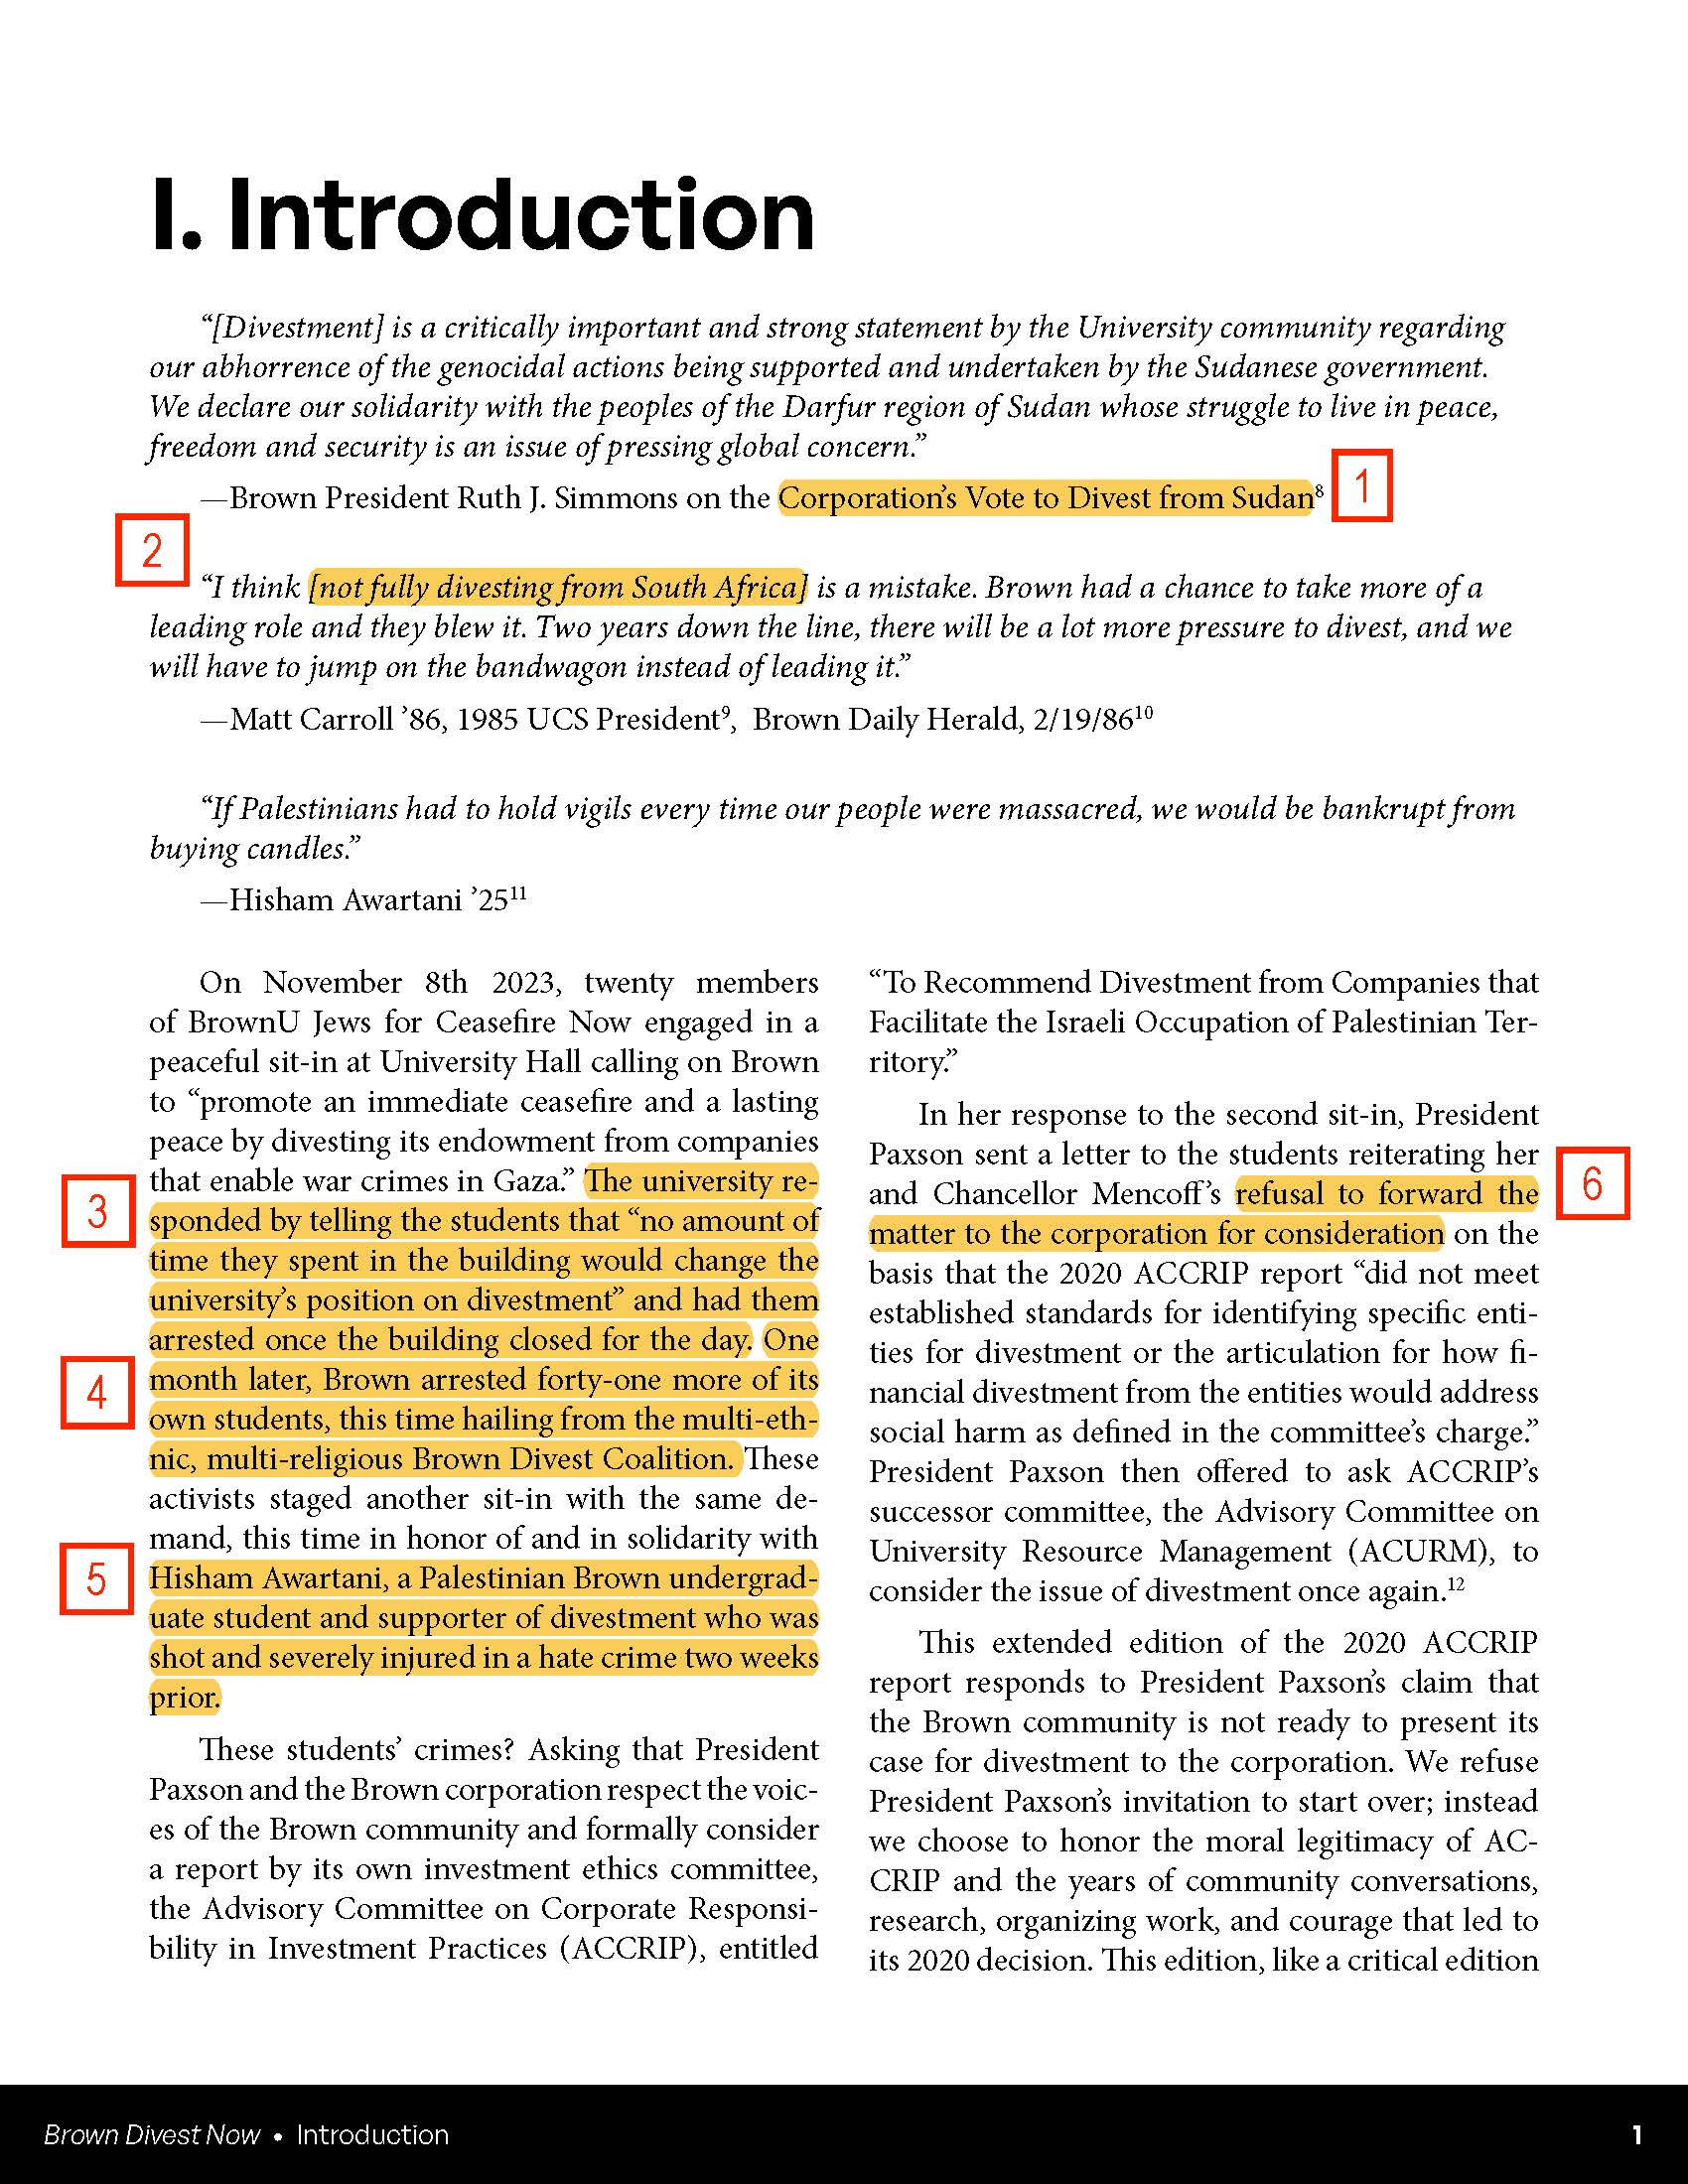 I. Introduction
“[Divestment] is a critically important and strong statement by the University community regarding
our abhorrence of the genocidal actions being supported and undertaken by the Sudanese government.
We declare our solidarity with the peoples of the Darfur region of Sudan whose struggle to live in peace,
freedom and security is an issue of pressing global concern.”
—Brown President Ruth J. Simmons on the Corporation’s Vote to Divest from Sudan⁸
1
2
“I think [not fully divesting from South Africa] is a mistake. Brown had a chance to take more of a
leading role and they blew it. Two years down the line, there will be a lot more pressure to divest, and we
will have to jump on the bandwagon instead of leading it.”
—Matt Carroll ’86, 1985 UCS President⁹, Brown Daily Herald, 2/19/86¹⁰
“If Palestinians had to hold vigils every time our people were massacred, we would be bankrupt from
buying candles.”
—Hisham Awartani ’25¹¹
On November 8th 2023, twenty members
of BrownU Jews for Ceasefire Now engaged in a
peaceful sit-in at University Hall calling on Brown
to “promote an immediate ceasefire and a lasting
peace by divesting its endowment from companies
that enable war crimes in Gaza.” The university re-
3
sponded by telling the students that “no amount of
time they spent in the building would change the
university’s position on divestment” and had them
arrested once the building closed for the day. One
4
month later, Brown arrested forty-one more of its
own students, this time hailing from the multi-eth-
nic, multi-religious Brown Divest Coalition. These
activists staged another sit-in with the same de-
mand, this time in honor of and in solidarity with
5
Hisham Awartani, a Palestinian Brown undergrad-
uate student and supporter of divestment who was
shot and severely injured in a hate crime two weeks
prior.
These students’ crimes? Asking that President
Paxson and the Brown corporation respect the voic-
es of the Brown community and formally consider
a report by its own investment ethics committee,
the Advisory Committee on Corporate Responsi-
bility in Investment Practices (ACCRIP), entitled
“To Recommend Divestment from Companies that
Facilitate the Israeli Occupation of Palestinian Ter-
ritory.”
In her response to the second sit-in, President
Paxson sent a letter to the students reiterating her
and Chancellor Mencoff’s refusal to forward the
6
matter to the corporation for consideration on the
basis that the 2020 ACCRIP report “did not meet
established standards for identifying specific enti-
ties for divestment or the articulation for how fi-
nancial divestment from the entities would address
social harm as defined in the committee’s charge.”
President Paxson then offered to ask ACCRIP’s
successor committee, the Advisory Committee on
University Resource Management (ACURM), to
consider the issue of divestment once again.¹²
This extended edition of the 2020 ACCRIP
report responds to President Paxson’s claim that
the Brown community is not ready to present its
case for divestment to the corporation. We refuse
President Paxson’s invitation to start over; instead
we choose to honor the moral legitimacy of AC-
CRIP and the years of community conversations,
research, organizing work, and courage that led to
its 2020 decision. This edition, like a critical edition
Brown Divest Now • Introduction
1